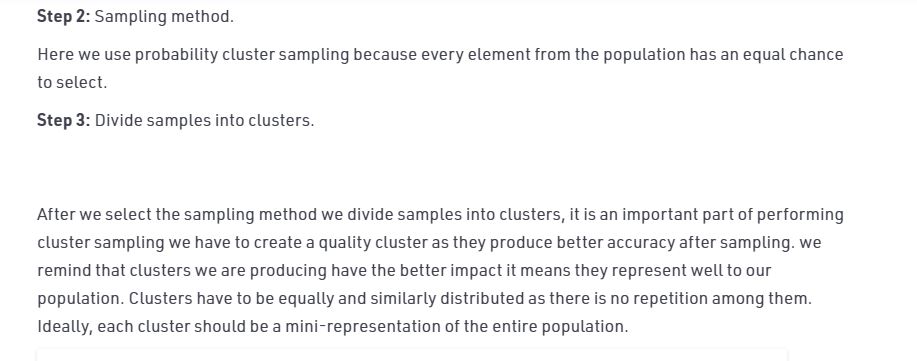 Step 2: Sampling method.
Here we use probability cluster sampling because every element from the population has an equal chance
to select.
Step 3: Divide samples into clusters.
After we select the sampling method we divide samples into clusters, it is an important part of performing
cluster sampling we have to create a quality cluster as they produce better accuracy after sampling. we
remind that clusters we are producing have the better impact it means they represent well to our
population. Clusters have to be equally and similarly distributed as there is no repetition among them.
Ideally, each cluster should be a mini-representation of the entire population.